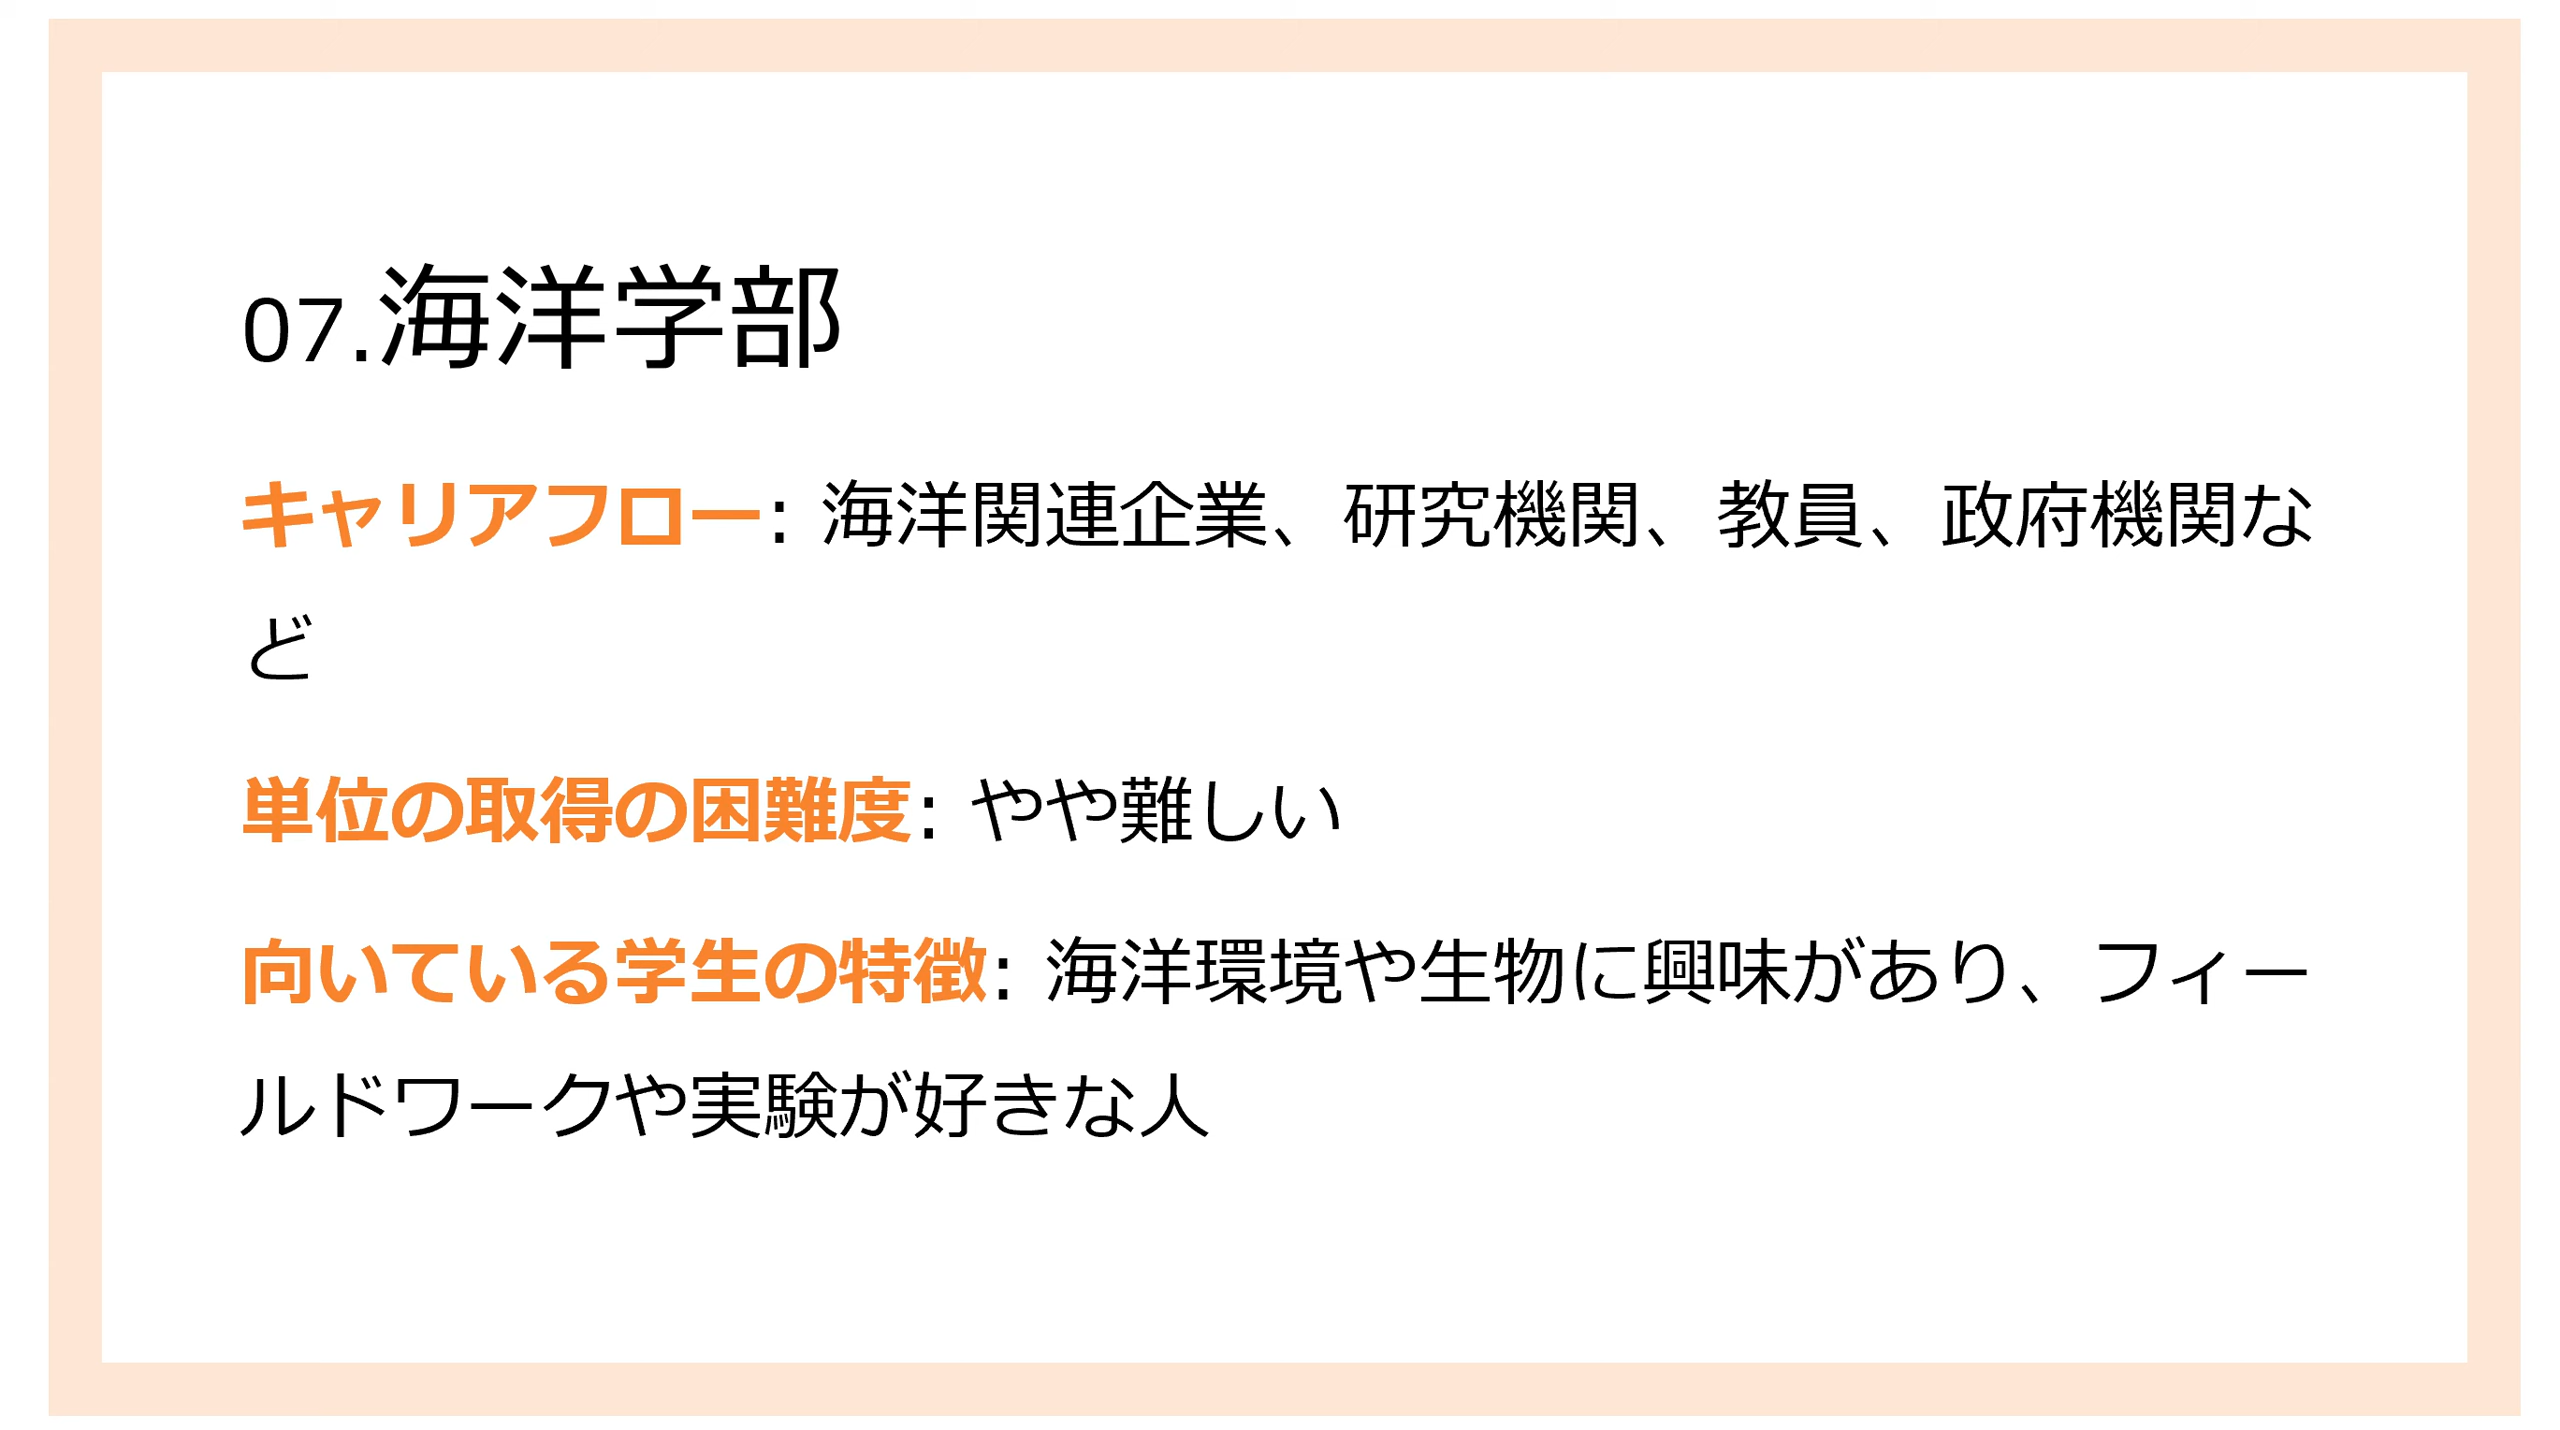 07.海洋学部
キャリアフロー: 海洋関連企業、研究機関、教員、政府機関な
ど
単位の取得の困難度: やや難しい
向いている学生の特徴: 海洋環境や生物に興味があり、フィー
ルドワークや実験が好きな人